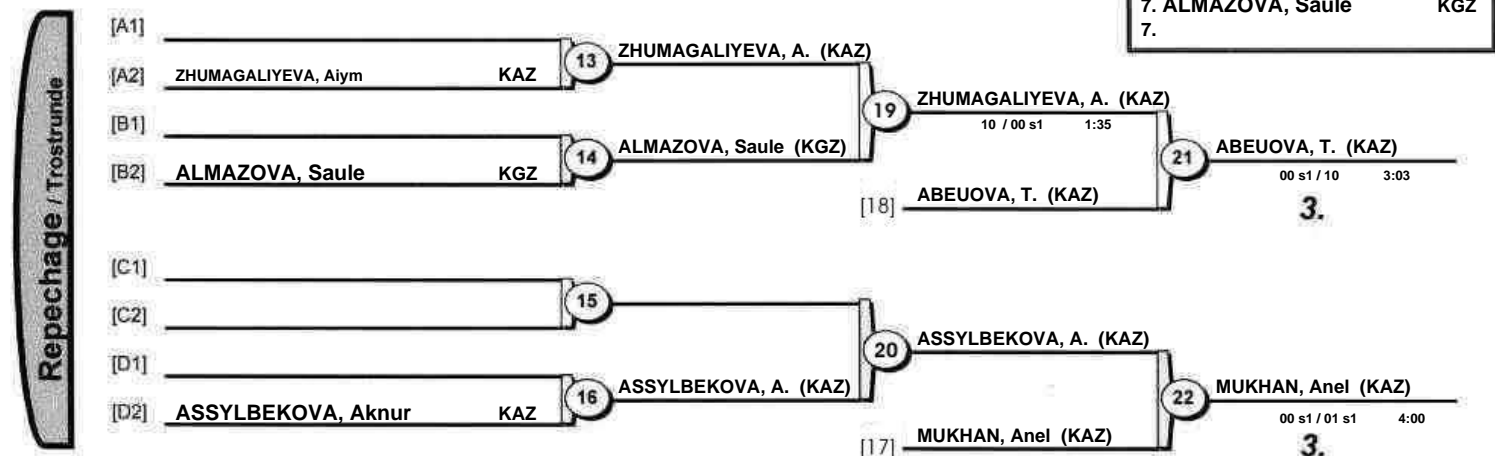 7. ALMAZOVA, Saule KGZ
7.
Repechage / Trostrunde
[A1]
[A2] ZHUMAGALIYEVA, Aiym KAZ
13
ZHUMAGALIYEVA, A. (KAZ)
[B1]
[B2] ALMAZOVA, Saule KGZ
14
ALMAZOVA, Saule (KGZ)
19
ZHUMAGALIYEVA, A. (KAZ)
10 / 00 s1 1:35
[18] ABEUOVA, T. (KAZ)
21
ABEUOVA, T. (KAZ)
00 s1 / 10 3:03
3.
[C1]
[C2]
15
[D1]
[D2] ASSYLBEKOVA, Aknur KAZ
16
ASSYLBEKOVA, A. (KAZ)
20
ASSYLBEKOVA, A. (KAZ)
[17] MUKHAN, Anel (KAZ)
22
MUKHAN, Anel (KAZ)
00 s1 / 01 s1 4:00
3.